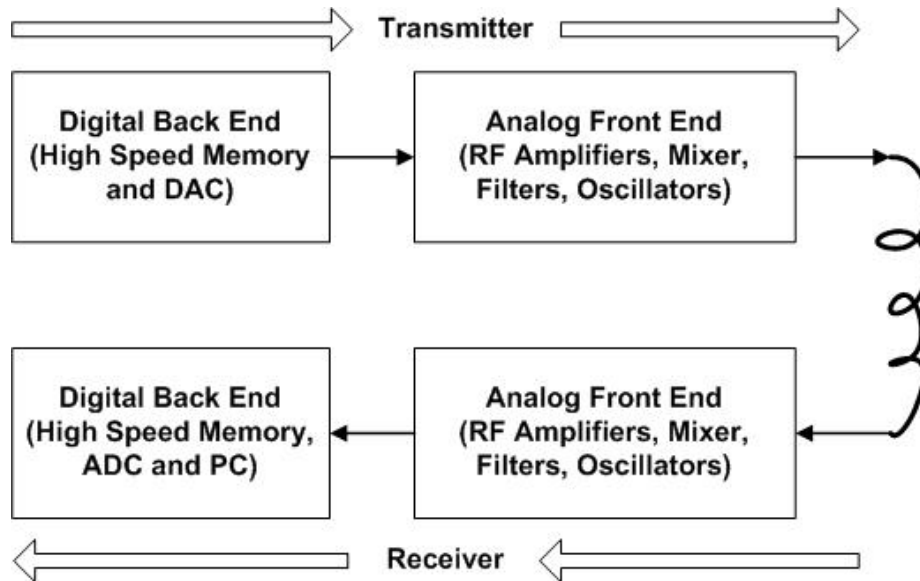 Transmitter
Digital Back End
(High Speed Memory
and DAC)
Analog Front End
(RF Amplifiers, Mixer,
Filters, Oscillators)
Digital Back End
(High Speed Memory,
ADC and PC)
Analog Front End
(RF Amplifiers, Mixer,
Filters, Oscillators)
Receiver